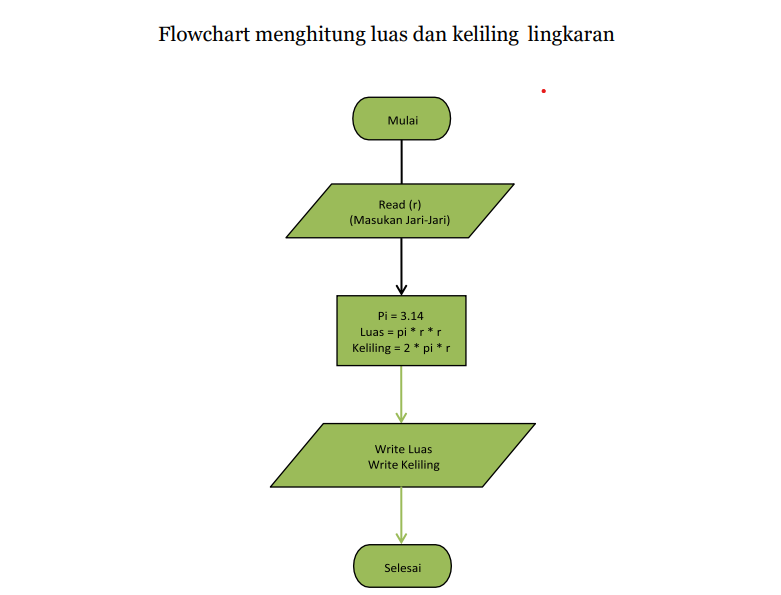 Flowchart menghitung luas dan keliling lingkaran
Mulai
Read (r)
(Masukan Jari-Jari)
Pi = 3.14
Luas = pi * r * r
Keliling = 2 * pi * r
Write Luas
Write Keliling
Selesai